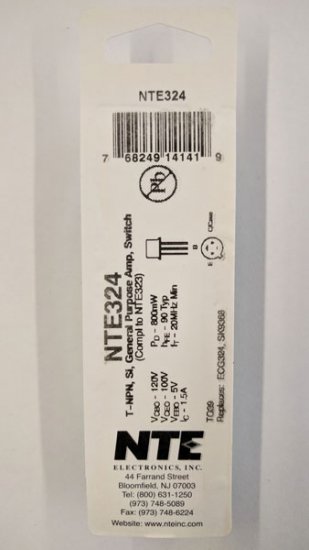 NTE324
7 68249 14141 9
Pb
C/Case
B
E
NTE324
T-NPN, Si, General Purpose Amp, Switch
(Compl to NTE323)
VCBO - 120V
VCEO - 100V
VEBO - 5V
IC - 1.5A
PD - 800mW
hFE - 90 Typ
fT - 20MHz Min
TO39
Replaces: ECG324, SK9368
NTE
ELECTRONICS, INC.
44 Farrand Street
Bloomfield, NJ 07003
Tel: (800) 631-1250
(973) 748-5089
Fax: (973) 748-6224
Website: www.nteinc.com